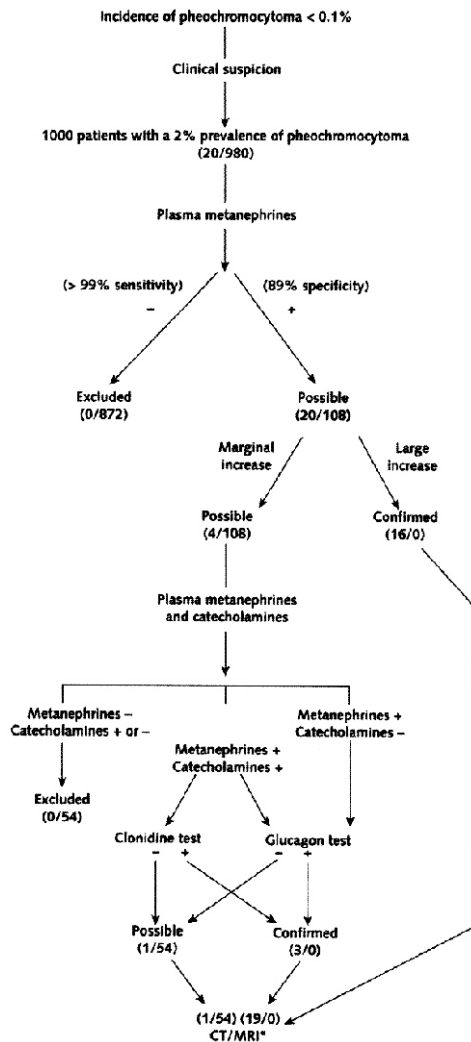 Incidence of pheochromocytoma < 0.1%
Clinical suspicion
1000 patients with a 2% prevalence of pheochromocytoma
(20/980)
Plasma metanephrines
(> 99% sensitivity) (89% specificity)
– +
Excluded Possible
(0/872) (20/108)
Marginal Large
increase increase
Possible Confirmed
(4/108) (16/0)
Plasma metanephrines
and catecholamines
Metanephrines – Metanephrines +
Catecholamines + or – Catecholamines –
Metanephrines +
Catecholamines +
Excluded
(0/54)
Clonidine test Glucagon test
– + – +
Possible Confirmed
(1/54) (3/0)
(1/54) (19/0)
CT/MRI*